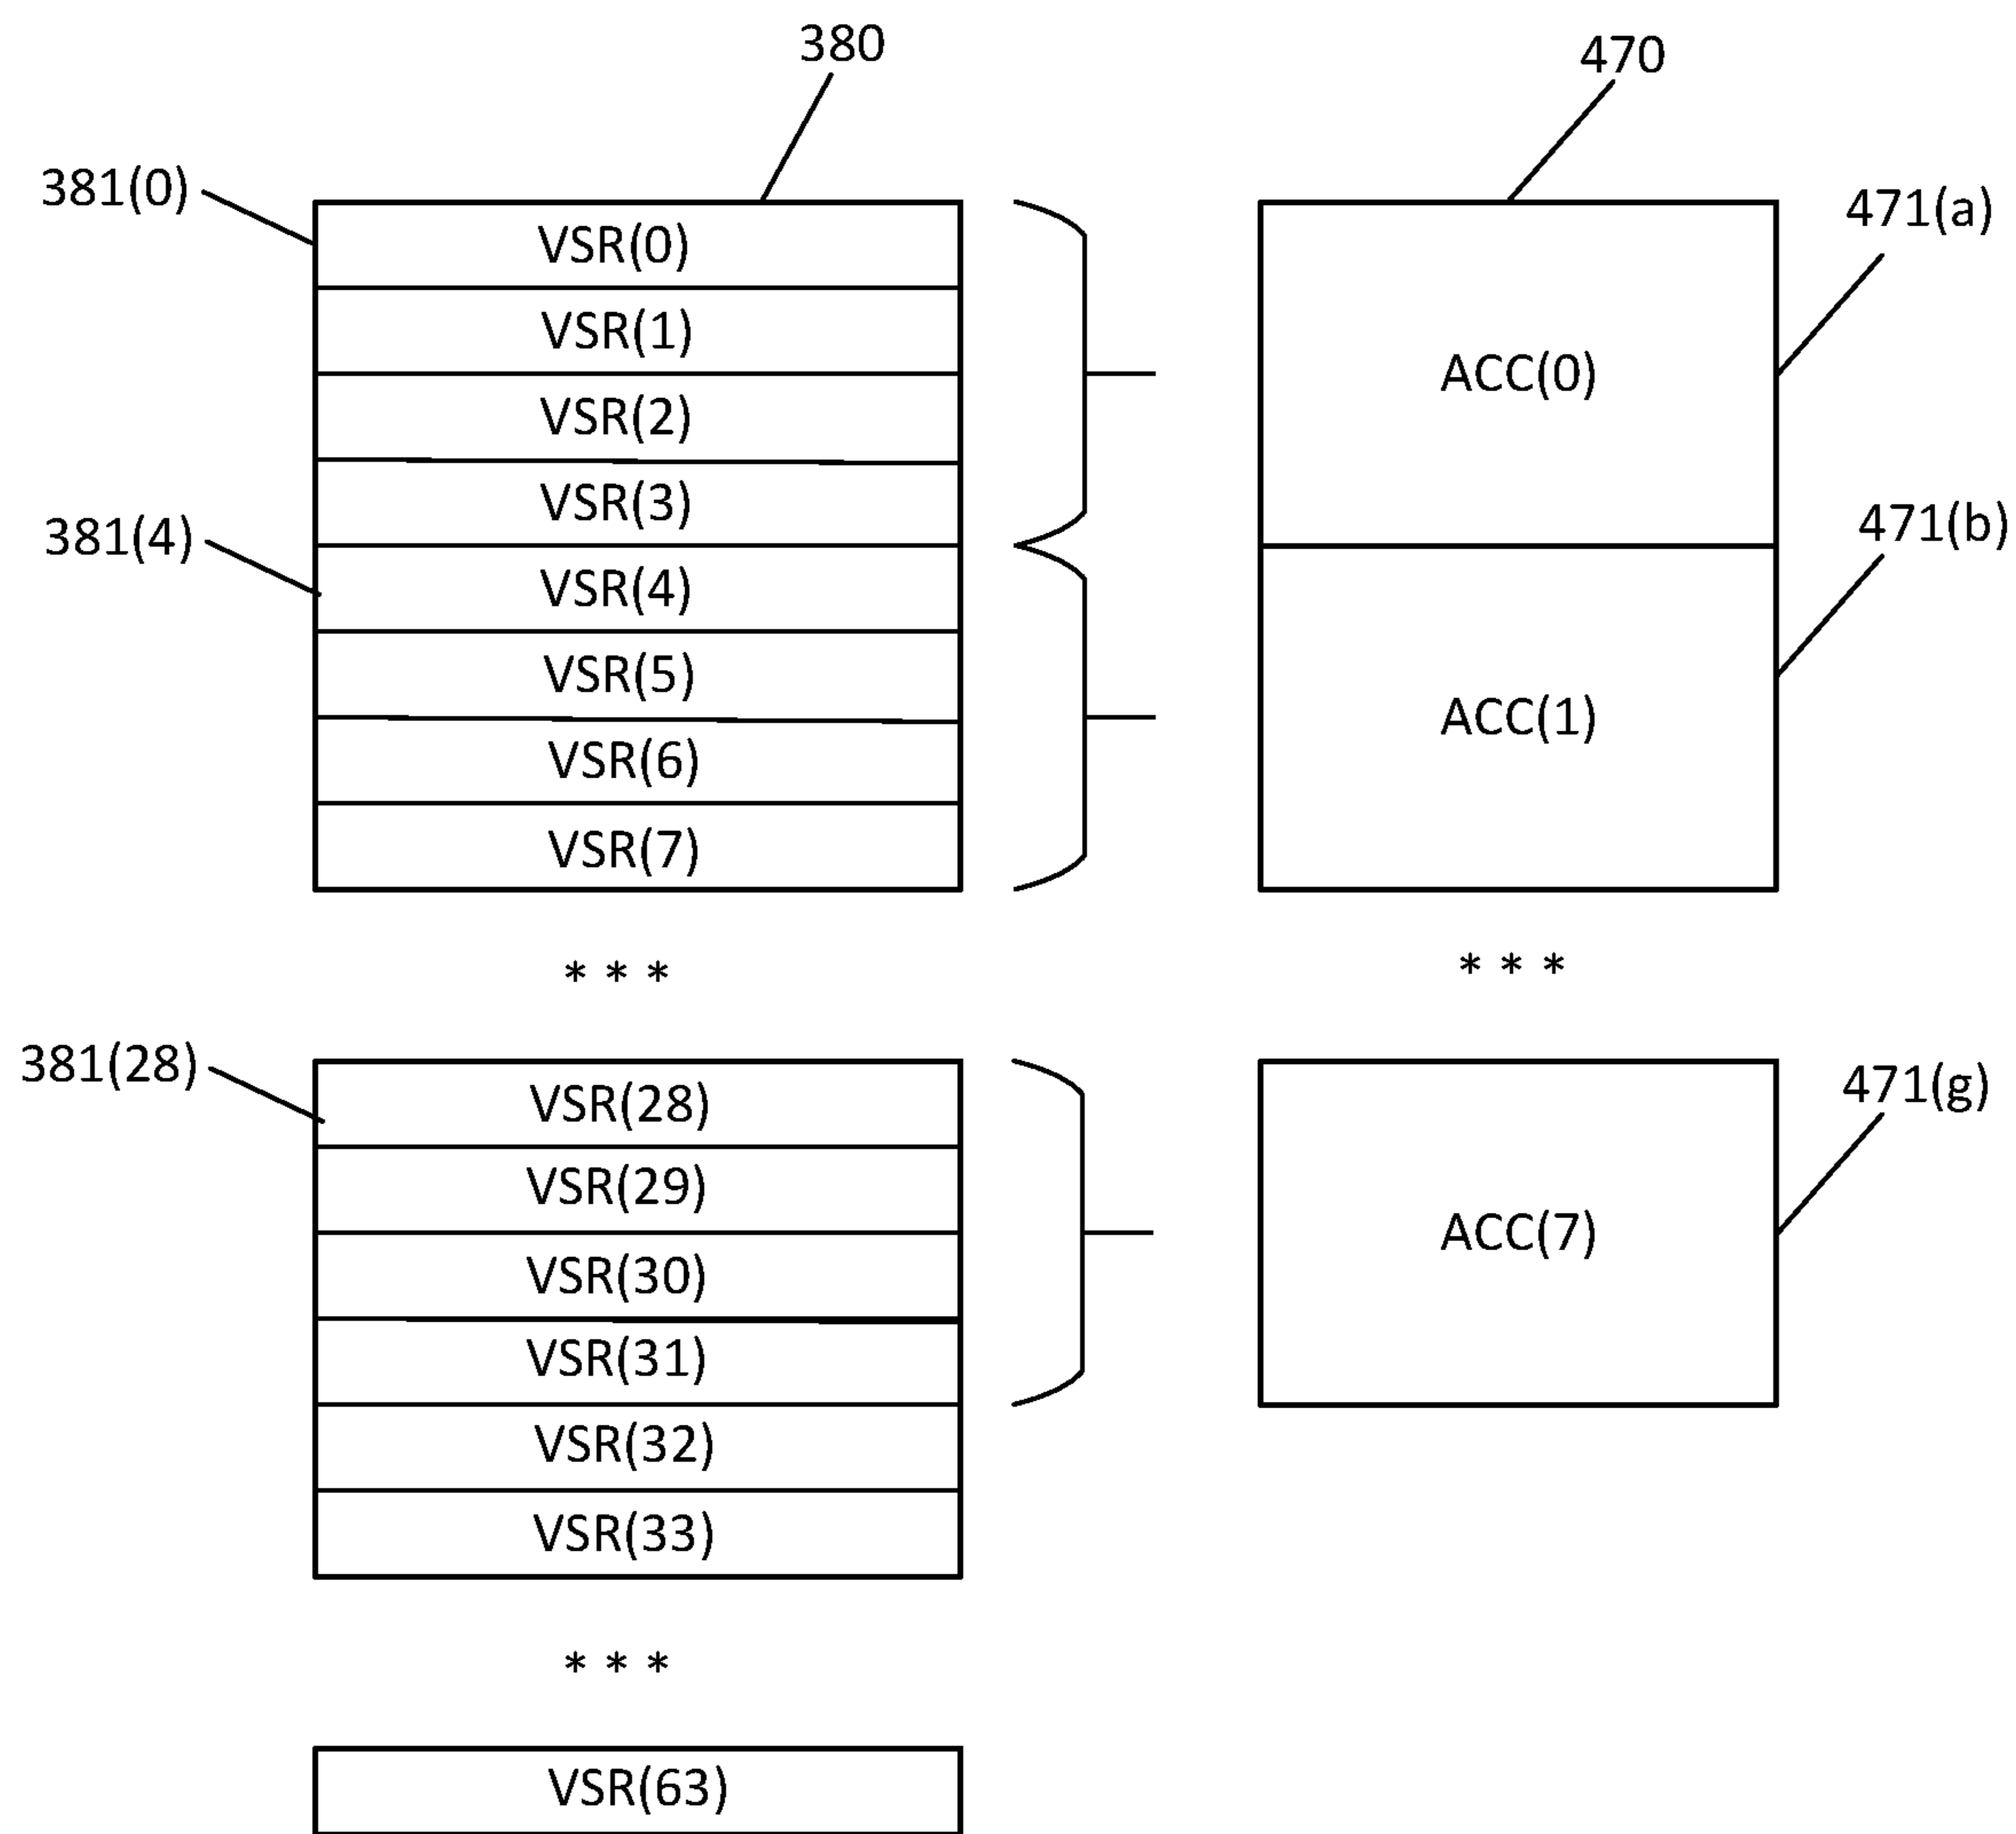 380
470
381(0)
471(a)
VSR(0)
VSR(1)
ACC(0)
VSR(2)
VSR(3)
381(4)
471(b)
VSR(4)
VSR(5)
ACC(1)
VSR(6)
VSR(7)
* * *
* * *
381(28)
471(g)
VSR(28)
VSR(29)
ACC(7)
VSR(30)
VSR(31)
VSR(32)
VSR(33)
* * *
VSR(63)